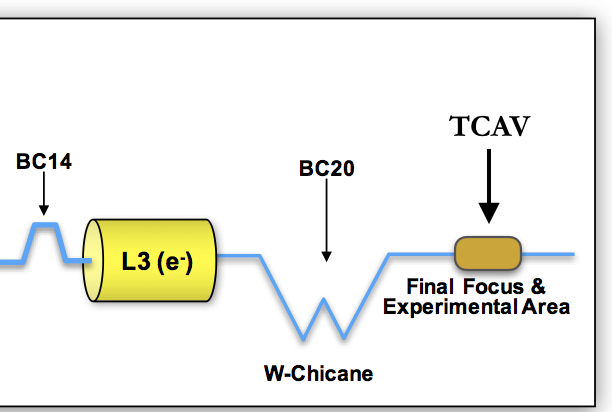 TCAV
BC14
BC20
L3 (e-)
Final Focus &
Experimental Area
W-Chicane